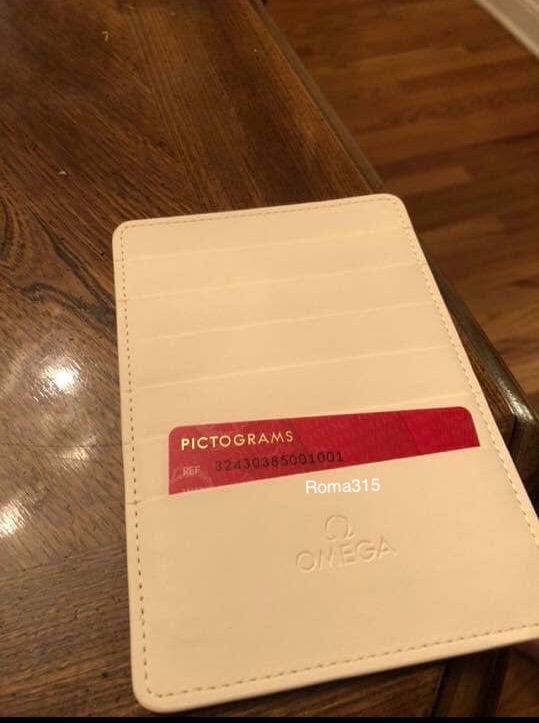 PICTOGRAMS
REF 32430385001001
Roma315
OMEGA